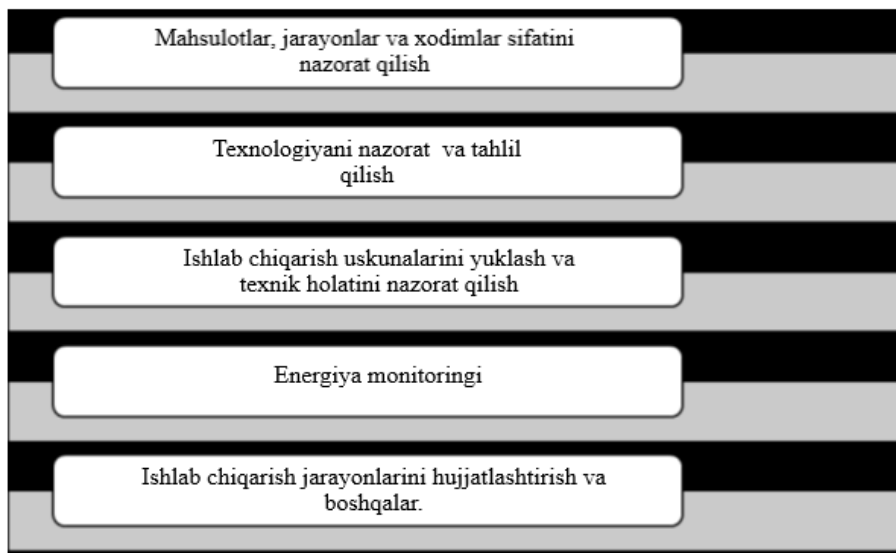 Mahsulotlar, jarayonlar va xodimlar sifatini
nazorat qilish
Texnologiyani nazorat va tahlil
qilish
Ishlab chiqarish uskunalarini yuklash va
texnik holatini nazorat qilish
Energiya monitoringi
Ishlab chiqarish jarayonlarini hujjatlashtirish va
boshqalar.